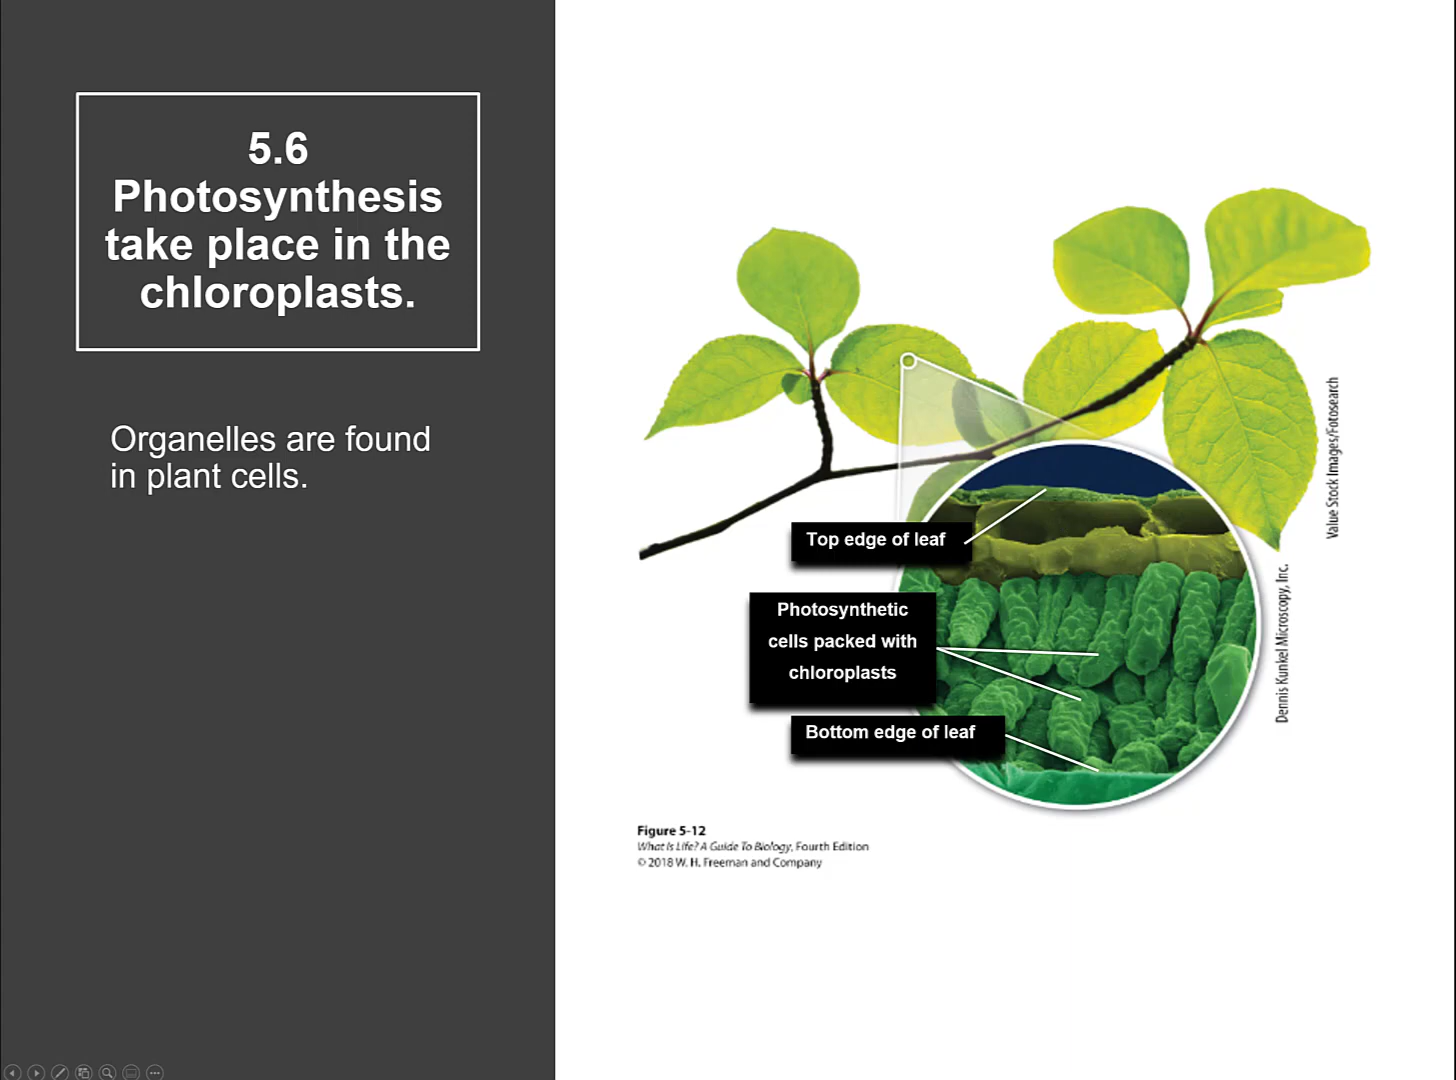 5.6
Photosynthesis
take place in the
chloroplasts.
Organelles are found
in plant cells.
Top edge of leaf
Photosynthetic
cells packed with
chloroplasts
Bottom edge of leaf
Value Stock Images/Fotosearch
Dennis Kunkel Microscopy, Inc.
Figure 5-12
What Is Life? A Guide To Biology, Fourth Edition
© 2018 W. H. Freeman and Company